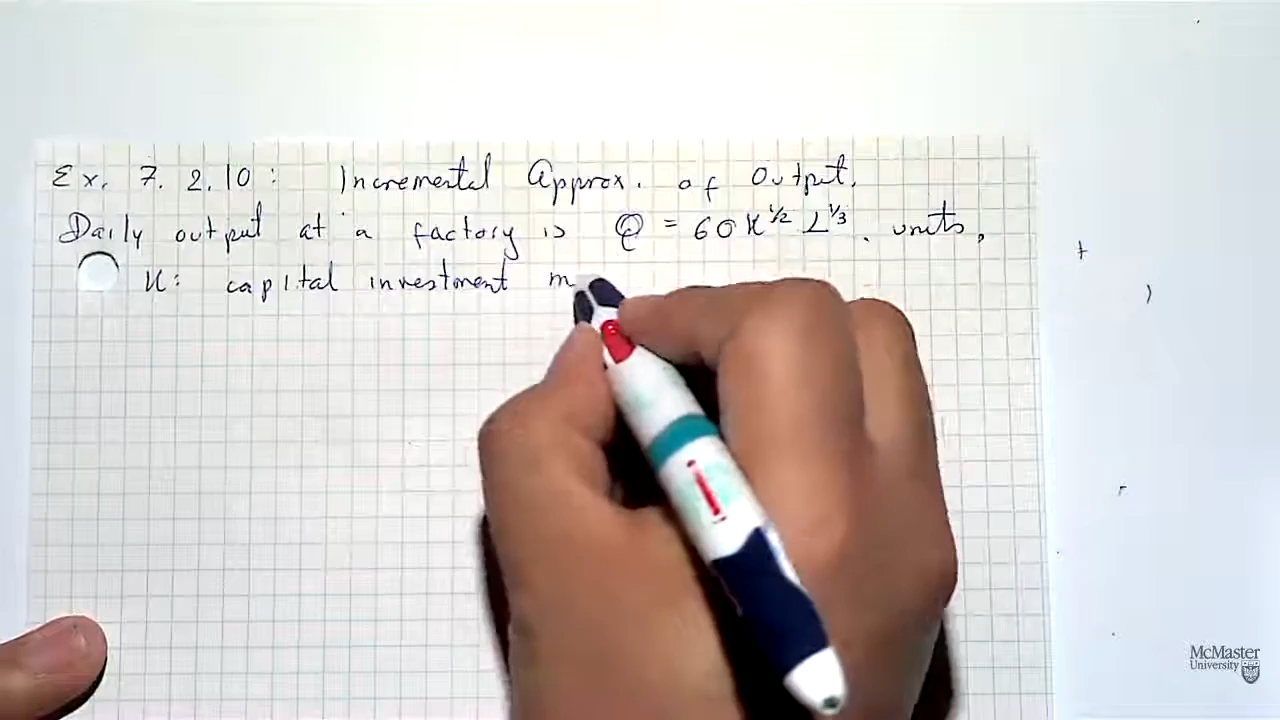 Ex. 7.2.10: Incremental Approx. of Output.
Daily output at a factory is Q = 60K^1/2 L^1/3. units,
K: capital investment m
McMaster
University